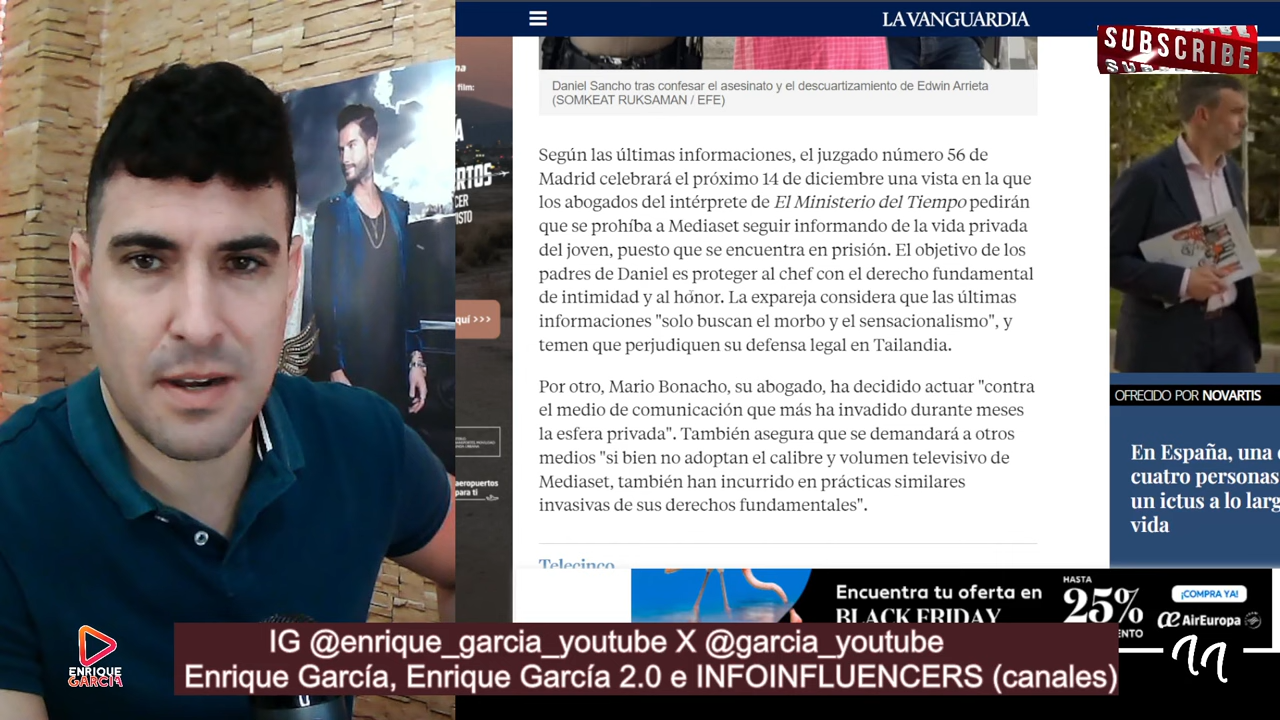 LA VANGUARDIA
SUBSCRIBE
Daniel Sancho tras confesar el asesinato y el descuartizamiento de Edwin Arrieta
(SOMKEAT RUKSAMAN / EFE)
Según las últimas informaciones, el juzgado número 56 de
Madrid celebrará el próximo 14 de diciembre una vista en la que
los abogados del intérprete de El Ministerio del Tiempo pedirán
que se prohíba a Mediaset seguir informando de la vida privada
del joven, puesto que se encuentra en prisión. El objetivo de los
padres de Daniel es proteger al chef con el derecho fundamental
de intimidad y al honor. La expareja considera que las últimas
informaciones "solo buscan el morbo y el sensacionalismo", y
temen que perjudiquen su defensa legal en Tailandia.
Por otro, Mario Bonacho, su abogado, ha decidido actuar "contra
el medio de comunicación que más ha invadido durante meses
la esfera privada". También asegura que se demandará a otros
medios "si bien no adoptan el calibre y volumen televisivo de
Mediaset, también han incurrido en prácticas similares
invasivas de sus derechos fundamentales".
Telecinco
film:
quí >>>
aeropuertos
para ti
OFRECIDO POR NOVARTIS
En España, una
cuatro personas
un ictus a lo larg
vida
Encuentra tu oferta en
BLACK FRIDAY
HASTA
25%
¡COMPRA YA!
AirEuropa
ENRIQUE
GARCÍA
IG @enrique_garcia_youtube X @garcia_youtube
Enrique García, Enrique García 2.0 e INFOINFLUENCERS (canales)